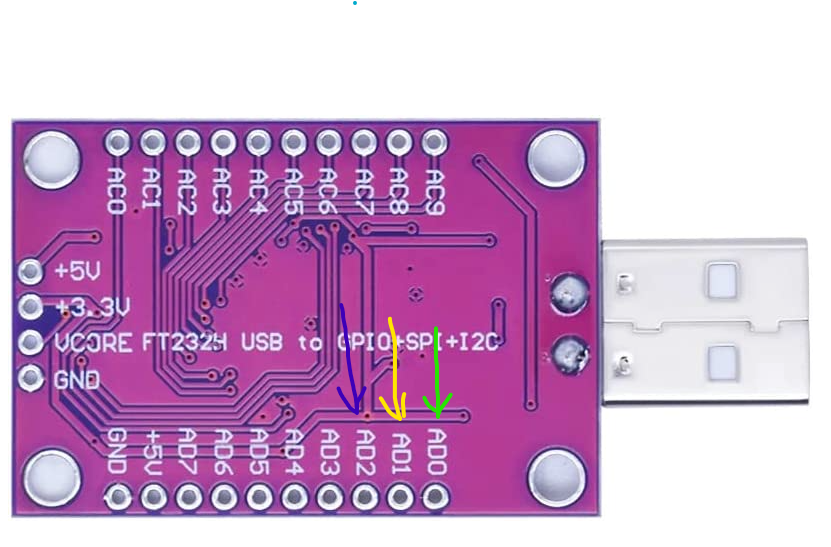 AC0 AC1 AC2 AC3 AC4 AC5 AC6 AC7 AC8 AC9
+5V
+3.3V
VCORE FT232H USB to GPIO+SPI+I2C
GND
GND +5V AD7 AD6 AD5 AD4 AD3 AD2 AD1 AD0